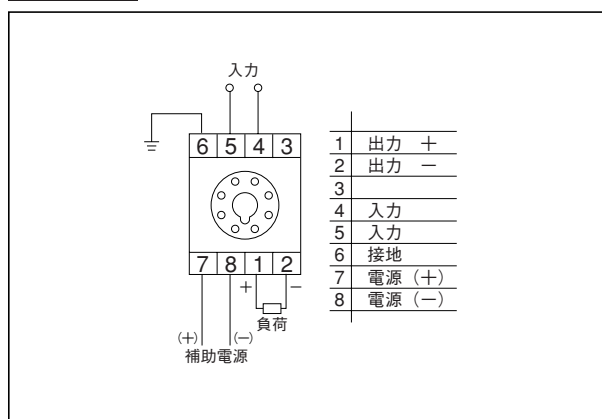 入力
6 5 4 3
7 8 1 2
+ −
負荷
(+) (−)
補助電源
1 出力 ＋
2 出力 −
3
4 入力
5 入力
6 接地
7 電源（＋）
8 電源（−）